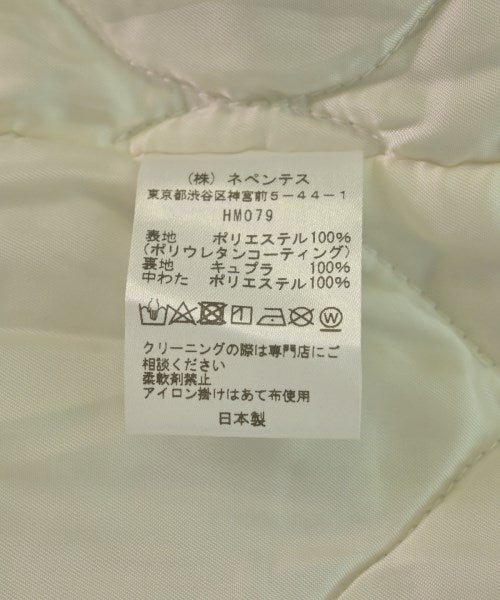 （株）ネペンテス
東京都渋谷区神宮前5－44－1
HM079
表地 ポリエステル100%
(ポリウレタンコーティング)
裏地 キュプラ 100%
中わた ポリエステル100%
クリーニングの際は専門店にご
相談ください
柔軟剤禁止
アイロン掛けはあて布使用
日本製